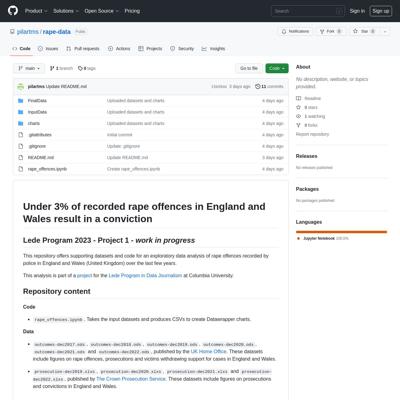 Product Solutions Open Source Pricing
Search
Sign in Sign up
pilartms / rape-data Public
Notifications Fork 0 Star 0
Code Issues Pull requests Actions Projects Security Insights
main 1 branch 0 tags Go to file Code
pilartms Update README.md 3 days ago 11 commits
FinalData Uploaded datasets and charts 4 days ago
InputData Uploaded datasets and charts 4 days ago
charts Uploaded datasets and charts 4 days ago
.gitattributes Initial commit 4 days ago
.gitignore Update .gitignore 4 days ago
README.md Update README.md 3 days ago
rape_offences.ipynb Create rape_offences.ipynb 4 days ago
Under 3% of recorded rape offences in England and
Wales result in a conviction
Lede Program 2023 - Project 1 - work in progress
This repository offers supporting datasets and code for an exploratory data analysis of rape offences recorded by
police in England and Wales (United Kingdom) over the last few years.
This analysis is part of a project for the Lede Program in Data Journalism at Columbia University.
Repository content
Code
rape_offences.ipynb , Takes the input datasets and produces CSVs to create Datawrapper charts.
Data
outcomes-dec2017.ods , outcomes-dec2018.ods , outcomes-dec2019.ods , outcomes-dec2020.ods ,
outcomes-dec2021.ods and outcomes-dec2022.ods , published by the UK Home Office. These datasets
include figures on rape offences, prosecutions and victims withdrawing support for cases in England and Wales.
prosecution-dec2019.xlsx , prosecution-dec2020.xlsx , prosecution-dec2021.xlsx and prosecution-
dec2022.xlsx , published by The Crown Prosecution Service. These datasets include figures on prosecutions
and convictions in England and Wales.
About
No description, website, or topics
provided.
Readme
0 stars
1 watching
0 forks
Report repository
Releases
No releases published
Packages
No packages published
Languages
Jupyter Notebook 100.0%